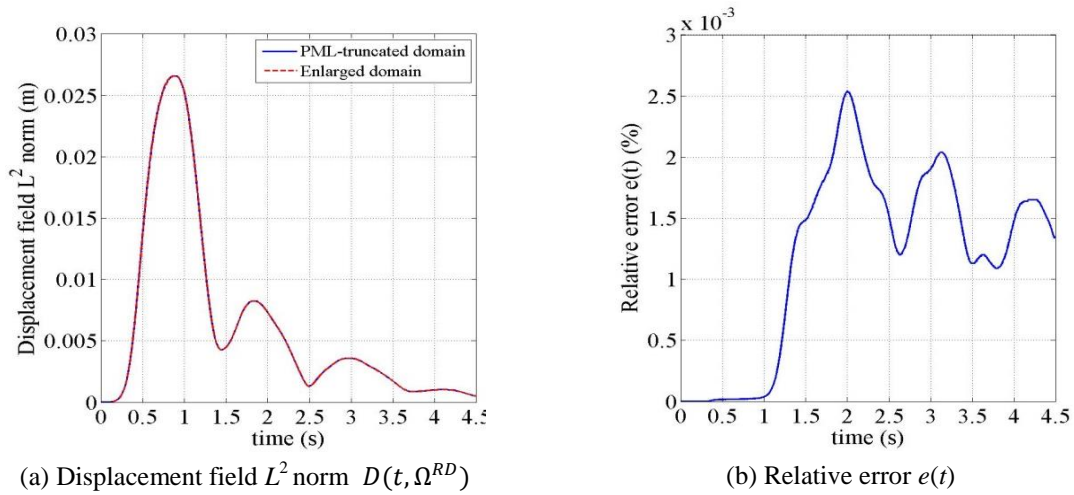 0.03
0.025
0.02
0.015
0.01
0.005
0
Displacement field L² norm (m)
PML-truncated domain
Enlarged domain
0 0.5 1 1.5 2 2.5 3 3.5 4 4.5
time (s)
(a) Displacement field L² norm D(t, Ω^{RD})
3 x 10⁻³
2.5
2
1.5
1
0.5
0
Relative error e(t) (%)
0 0.5 1 1.5 2 2.5 3 3.5 4 4.5
time (s)
(b) Relative error e(t)